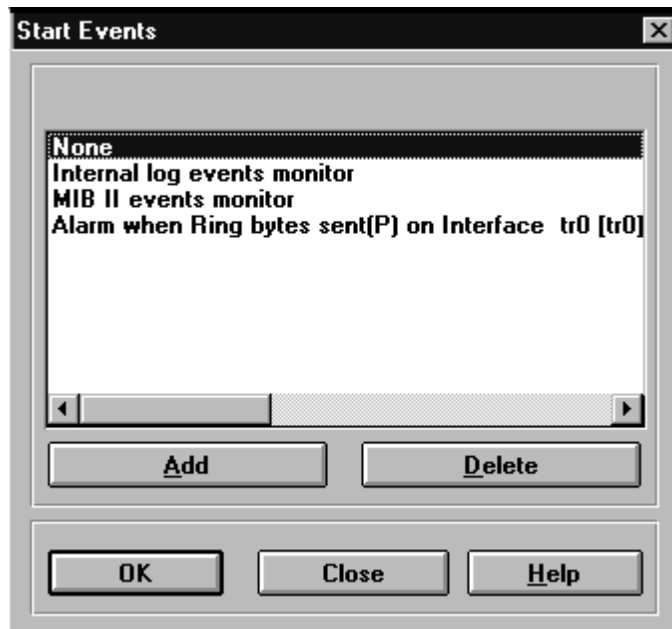 Start Events
None
Internal log events monitor
MIB II events monitor
Alarm when Ring bytes sent(P) on Interface  tr0 [tr0]
Add
Delete
OK
Close
Help